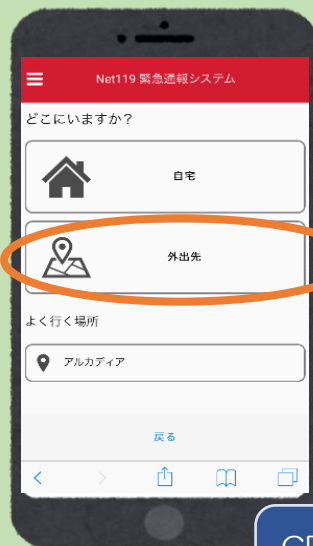 Net119 緊急通報システム
どこにいますか？
自宅
外出先
よく行く場所
アルカディア
戻る